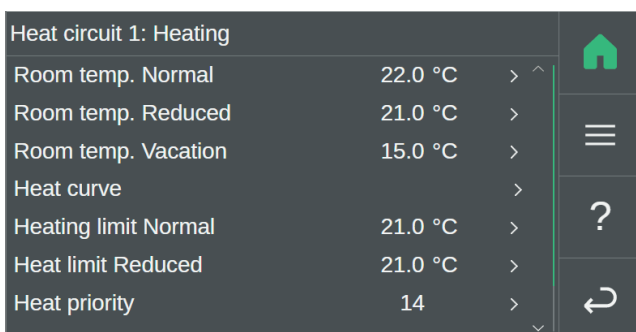 Heat circuit 1: Heating
Room temp. Normal 22.0 °C >
Room temp. Reduced 21.0 °C >
Room temp. Vacation 15.0 °C >
Heat curve >
Heating limit Normal 21.0 °C >
Heat limit Reduced 21.0 °C >
Heat priority 14 >
?